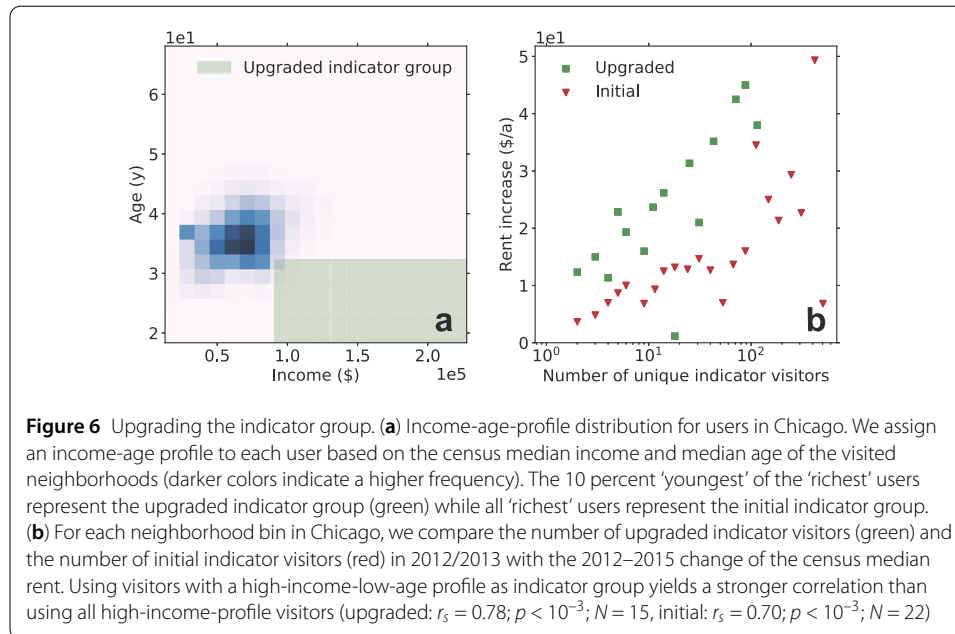 1e1
Upgraded indicator group
6
5
4
3
2
Age (y)
a
0.5
1.0
1.5
2.0
Income ($)
1e5
1e1
Upgraded
Initial
5
4
3
2
1
0
Rent increase ($/a)
b
10⁰
10¹
10²
Number of unique indicator visitors
Figure 6 Upgrading the indicator group. (a) Income-age-profile distribution for users in Chicago. We assign
an income-age profile to each user based on the census median income and median age of the visited
neighborhoods (darker colors indicate a higher frequency). The 10 percent ‘youngest’ of the ‘richest’ users
represent the upgraded indicator group (green) while all ‘richest’ users represent the initial indicator group.
(b) For each neighborhood bin in Chicago, we compare the number of upgraded indicator visitors (green) and
the number of initial indicator visitors (red) in 2012/2013 with the 2012–2015 change of the census median
rent. Using visitors with a high-income-low-age profile as indicator group yields a stronger correlation than
using all high-income-profile visitors (upgraded: rₛ = 0.78; p < 10⁻³; N = 15, initial: rₛ = 0.70; p < 10⁻³; N = 22)